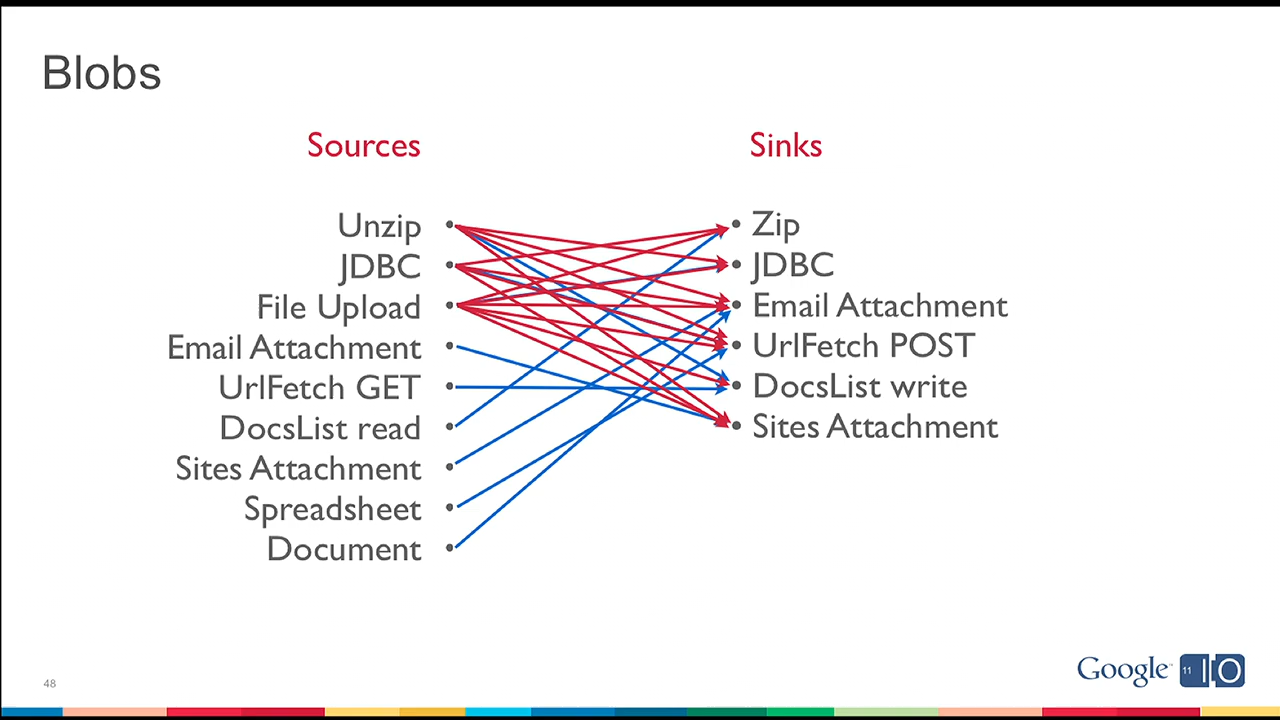 Blobs
Sources
Sinks
Unzip
JDBC
File Upload
Email Attachment
UrlFetch GET
DocsList read
Sites Attachment
Spreadsheet
Document
Zip
JDBC
Email Attachment
UrlFetch POST
DocsList write
Sites Attachment
48
Google 11 IO